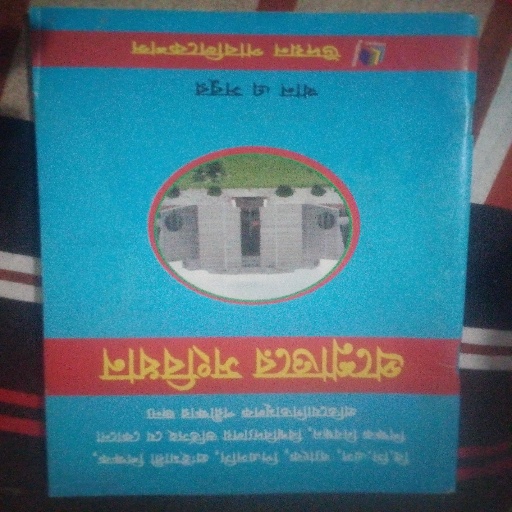 বি.সি.এস, ব্যাংক, পিএসসি, প্রাইমারী শিক্ষক,
শিক্ষক নিবন্ধন, বিশ্ববিদ্যালয় ভর্তিসহ যে কোনো
প্রতিযোগিতামূলক পরীক্ষার জন্য
প্রশ্নোত্তরে সংবিধান
খান এ সবুর
উদয়ন পাবলিকেশন্স